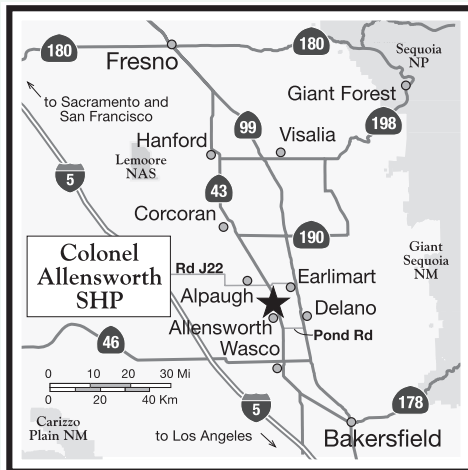 180
180
Fresno
Sequoia
NP
Giant Forest
to Sacramento and
San Francisco
99
198
Hanford
Visalia
Lemoore
NAS
5
43
Corcoran
190
Colonel
Allensworth
SHP
Giant
Sequoia
NM
Rd J22
Earlimart
Alpaugh
Delano
Allensworth
Pond Rd
46
Wasco
0 10 20 30 Mi
0 20 40 Km
5
178
Carizzo
Plain NM
to Los Angeles
Bakersfield